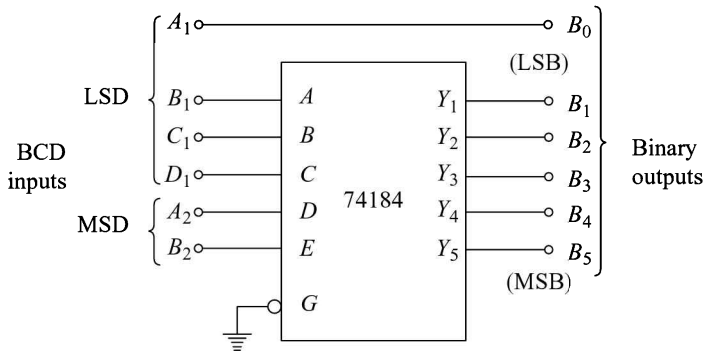 A₁ B₀
(LSB)
LSD
B₁ A Y₁ B₁
C₁ B Y₂ B₂
BCD
inputs
Binary
outputs
D₁ C Y₃ B₃
74184
MSD
A₂ D Y₄ B₄
B₂ E Y₅ B₅
(MSB)
G